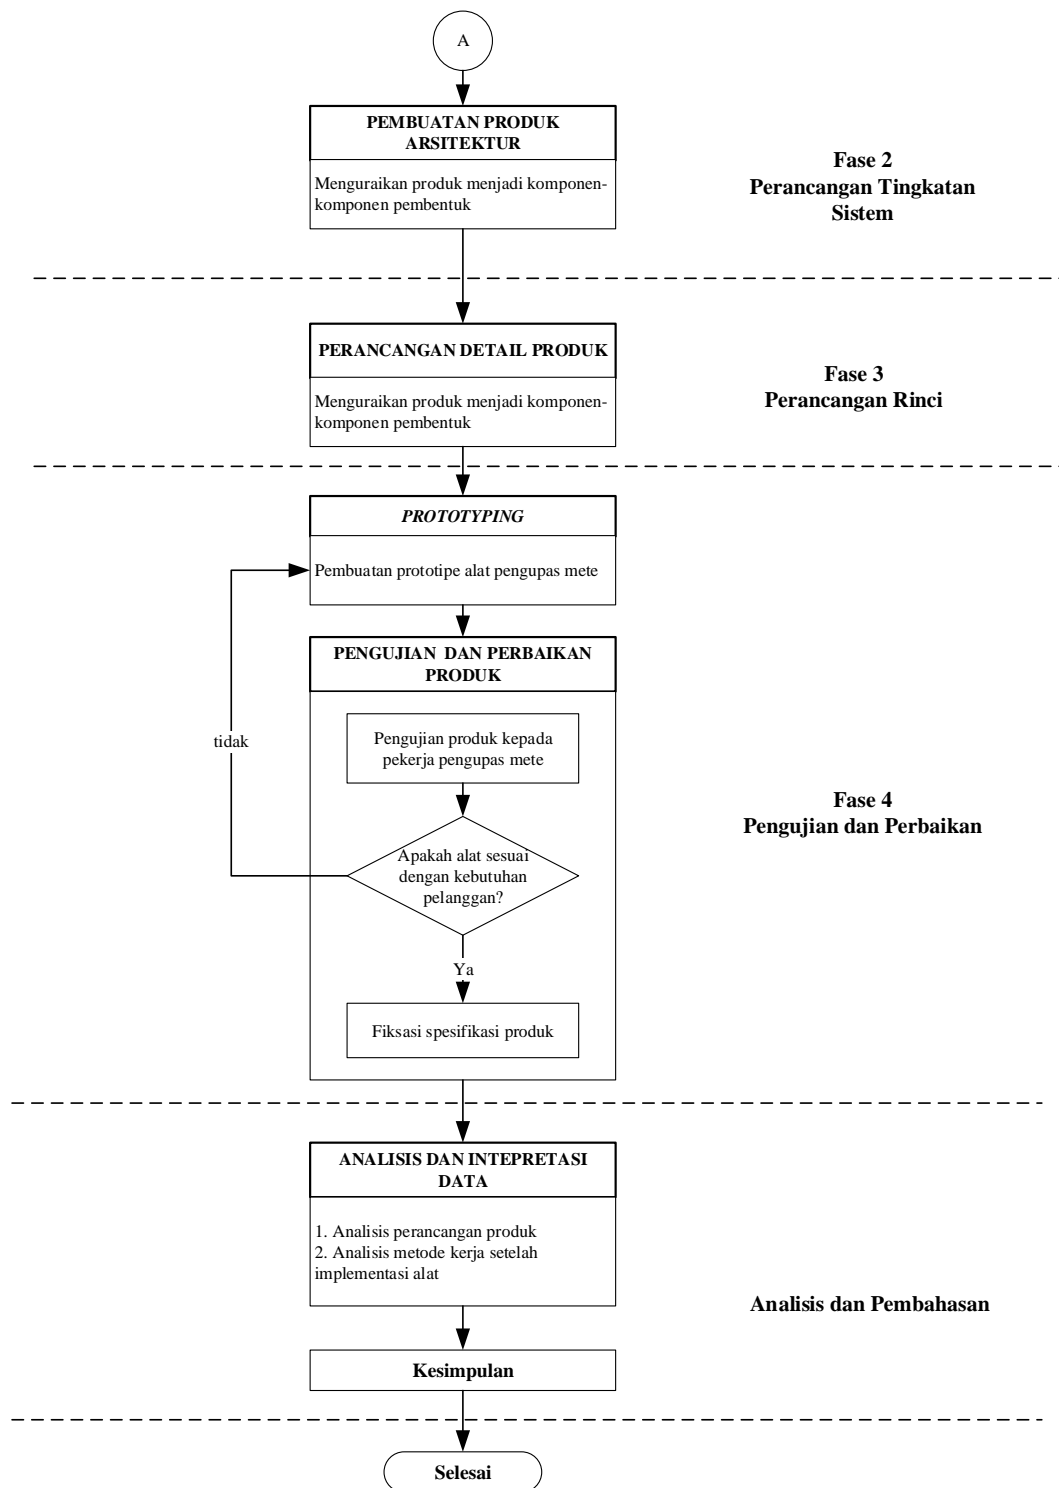 A
PEMBUATAN PRODUK
ARSITEKTUR
Menguraikan produk menjadi komponen-
komponen pembentuk
Fase 2
Perancangan Tingkatan
Sistem
PERANCANGAN DETAIL PRODUK
Menguraikan produk menjadi komponen-
komponen pembentuk
Fase 3
Perancangan Rinci
PROTOTYPING
Pembuatan prototipe alat pengupas mete
PENGUJIAN DAN PERBAIKAN
PRODUK
Pengujian produk kepada
pekerja pengupas mete
tidak
Apakah alat sesuai
dengan kebutuhan
pelanggan?
Ya
Fiksasi spesifikasi produk
Fase 4
Pengujian dan Perbaikan
ANALISIS DAN INTEPRETASI
DATA
1. Analisis perancangan produk
2. Analisis metode kerja setelah
implementasi alat
Analisis dan Pembahasan
Kesimpulan
Selesai